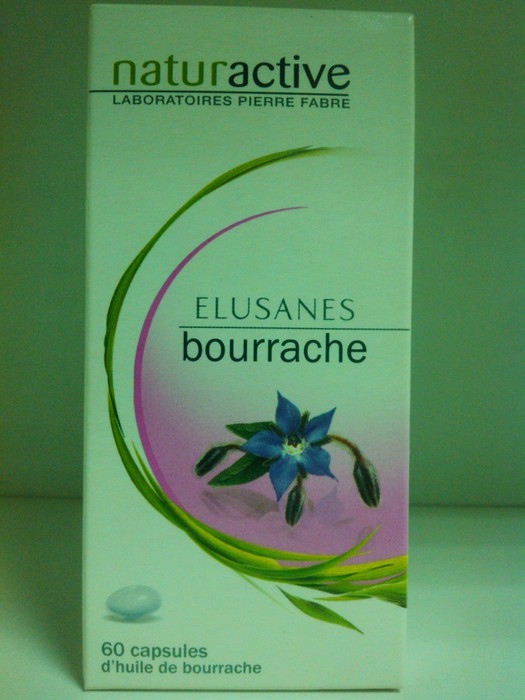 naturactive
LABORATOIRES PIERRE FABRE
ELUSANES
bourrache
60 capsules
d'huile de bourrache